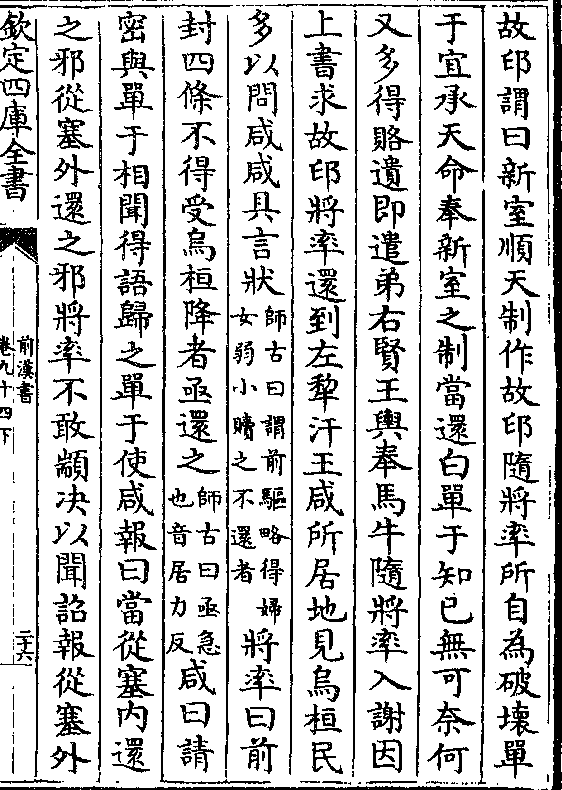 故印謂曰新室順天制作故印隨將率所自為破壞單
于宜承天命奉新室之制當還白單于知已無可奈何
又多得賂遺即遣弟右賢王輿奉馬牛隨將率入謝因
上書求故印將率還到左犂汗王咸所居地見烏桓民
多以問咸咸具言狀師古曰謂前驅略得婦女弱小贖之不還者將率曰前
封四條不得受烏桓降者亟還之師古曰亟急也音居力反咸曰請
密與單于相聞得語歸之單于使咸報曰當從塞内還
之邪從塞外還之邪將率不敢顓决以聞詔報從塞外
欽定四庫全書
前漢書
卷九十四下
二十六